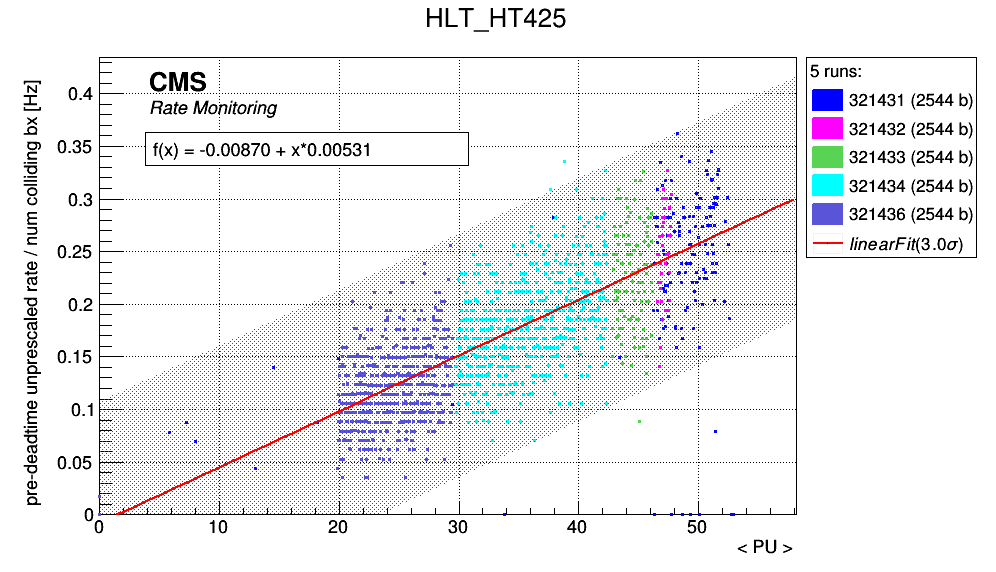 HLT_HT425
pre-deadtime unprescaled rate / num colliding bx [Hz]
CMS
Rate Monitoring
f(x) = -0.00870 + x*0.00531
0.4
0.35
0.3
0.25
0.2
0.15
0.1
0.05
0
0 10 20 30 40 50
< PU >
5 runs:
321431 (2544 b)
321432 (2544 b)
321433 (2544 b)
321434 (2544 b)
321436 (2544 b)
linearFit(3.0σ)